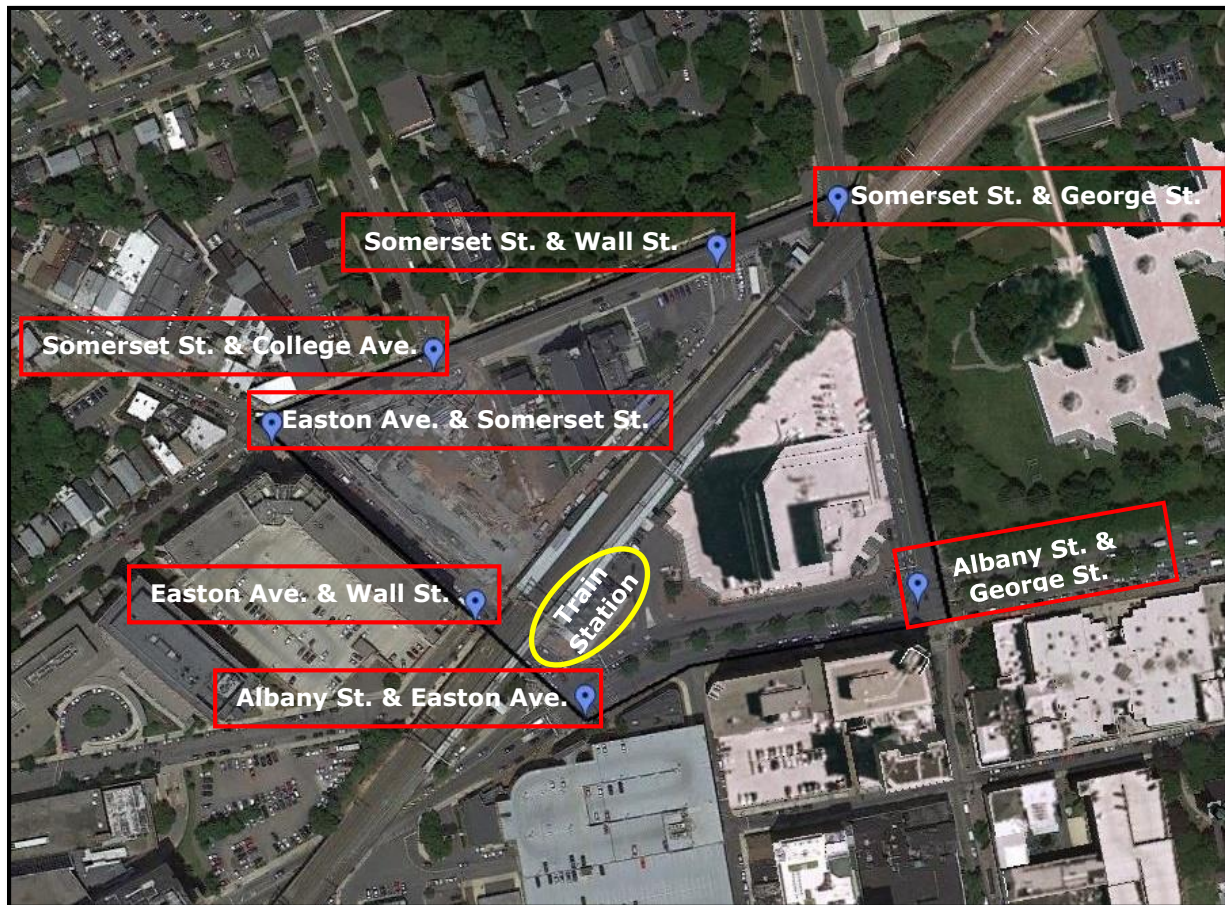 Somerset St. & George St.
Somerset St. & Wall St.
Somerset St. & College Ave.
Easton Ave. & Somerset St.
Albany St. &
George St.
Easton Ave. & Wall St.
Train
Station
Albany St. & Easton Ave.